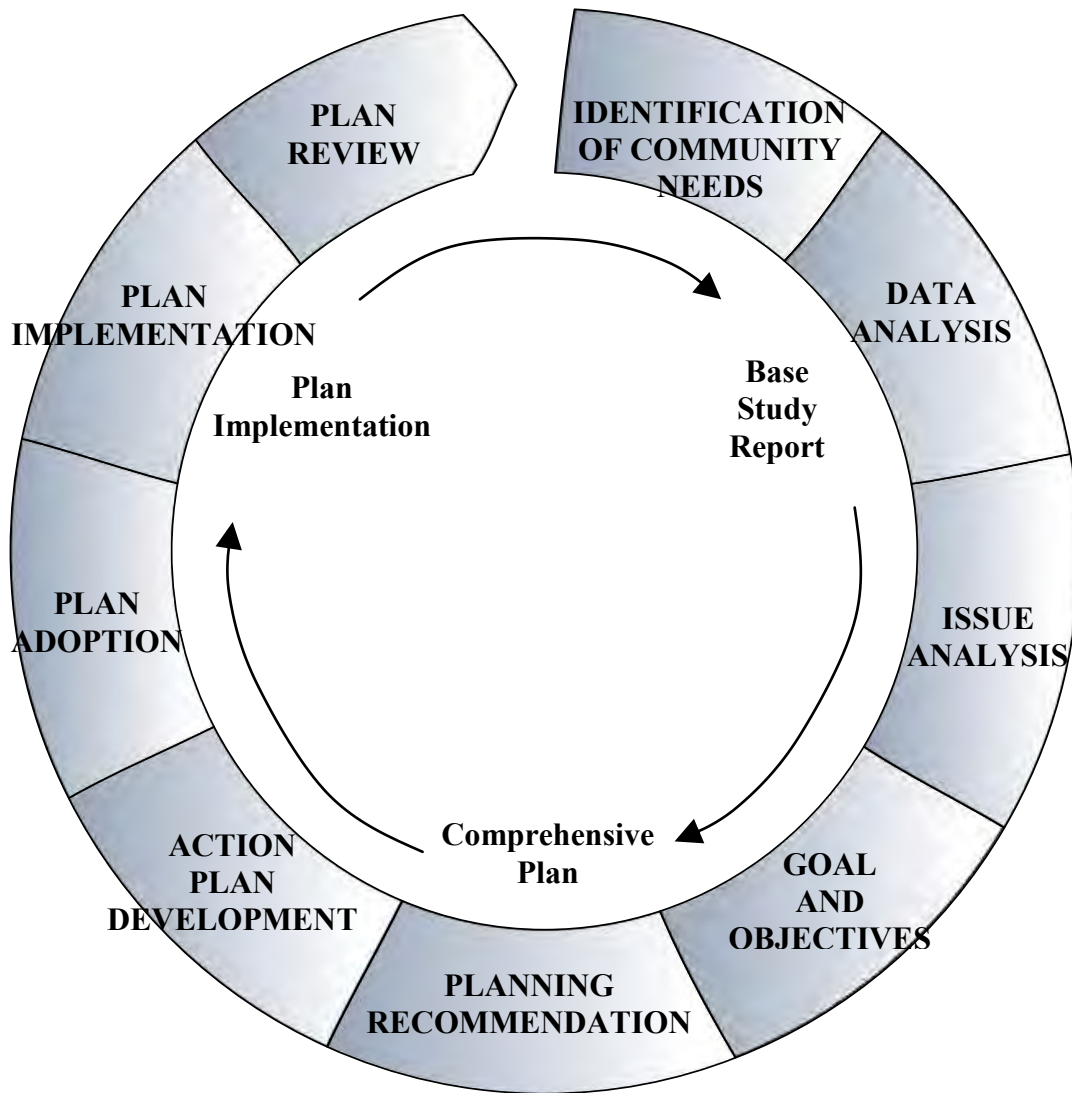 IDENTIFICATION
OF COMMUNITY
NEEDS
DATA
ANALYSIS
ISSUE
ANALYSIS
GOAL
AND
OBJECTIVES
PLANNING
RECOMMENDATION
ACTION
PLAN
DEVELOPMENT
PLAN
ADOPTION
PLAN
IMPLEMENTATION
PLAN
REVIEW
Base
Study
Report
Comprehensive
Plan
Plan
Implementation